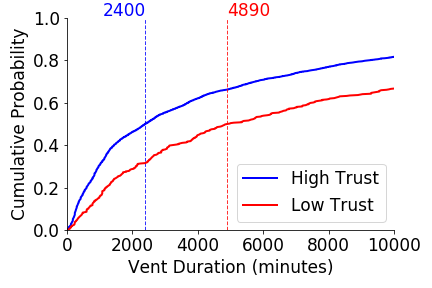 2400 4890
1.0
0.8
0.6
0.4
0.2
0.0
Cumulative Probability
High Trust
Low Trust
0 2000 4000 6000 8000 10000
Vent Duration (minutes)